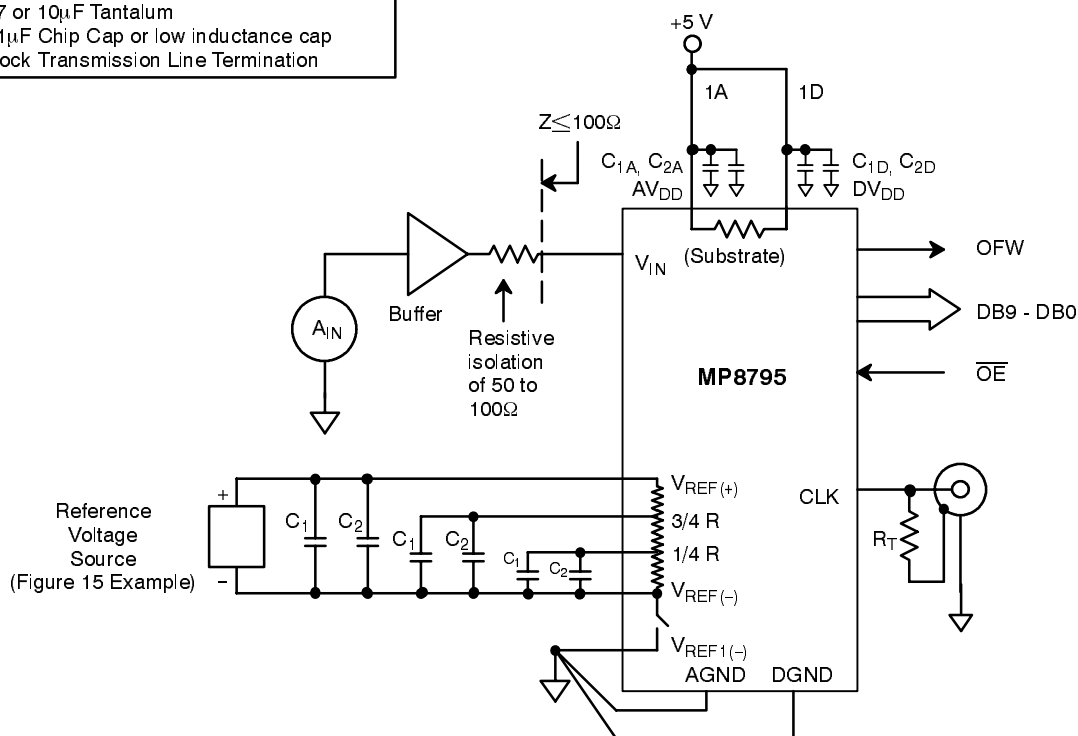 7 or 10μF Tantalum
1μF Chip Cap or low inductance cap
ock Transmission Line Termination
+5 V
1A
1D
Z≤100Ω
C1A, C2A
AVDD
C1D, C2D
DVDD
(Substrate)
VIN
Buffer
AIN
Resistive
isolation
of 50 to
100Ω
OFW
DB9 - DB0
MP8795
OE
Reference
Voltage
Source
(Figure 15 Example)
+
–
C1
C2
C1
C2
C1
C2
VREF(+)
3/4 R
1/4 R
VREF(–)
VREF1(–)
CLK
RT
AGND
DGND